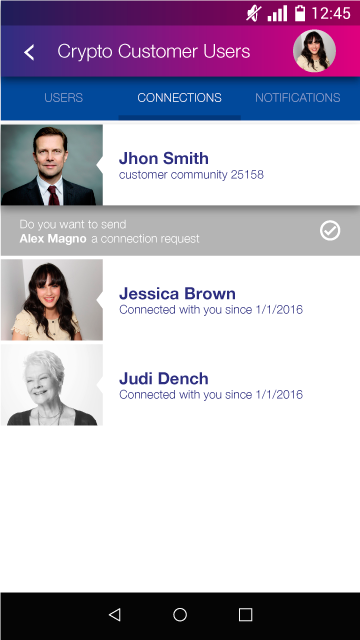 12:45
Crypto Customer Users
USERS
CONNECTIONS
NOTIFICATIONS
Jhon Smith
customer community 25158
Do you want to send
Alex Magno a connection request
Jessica Brown
Connected with you since 1/1/2016
Judi Dench
Connected with you since 1/1/2016